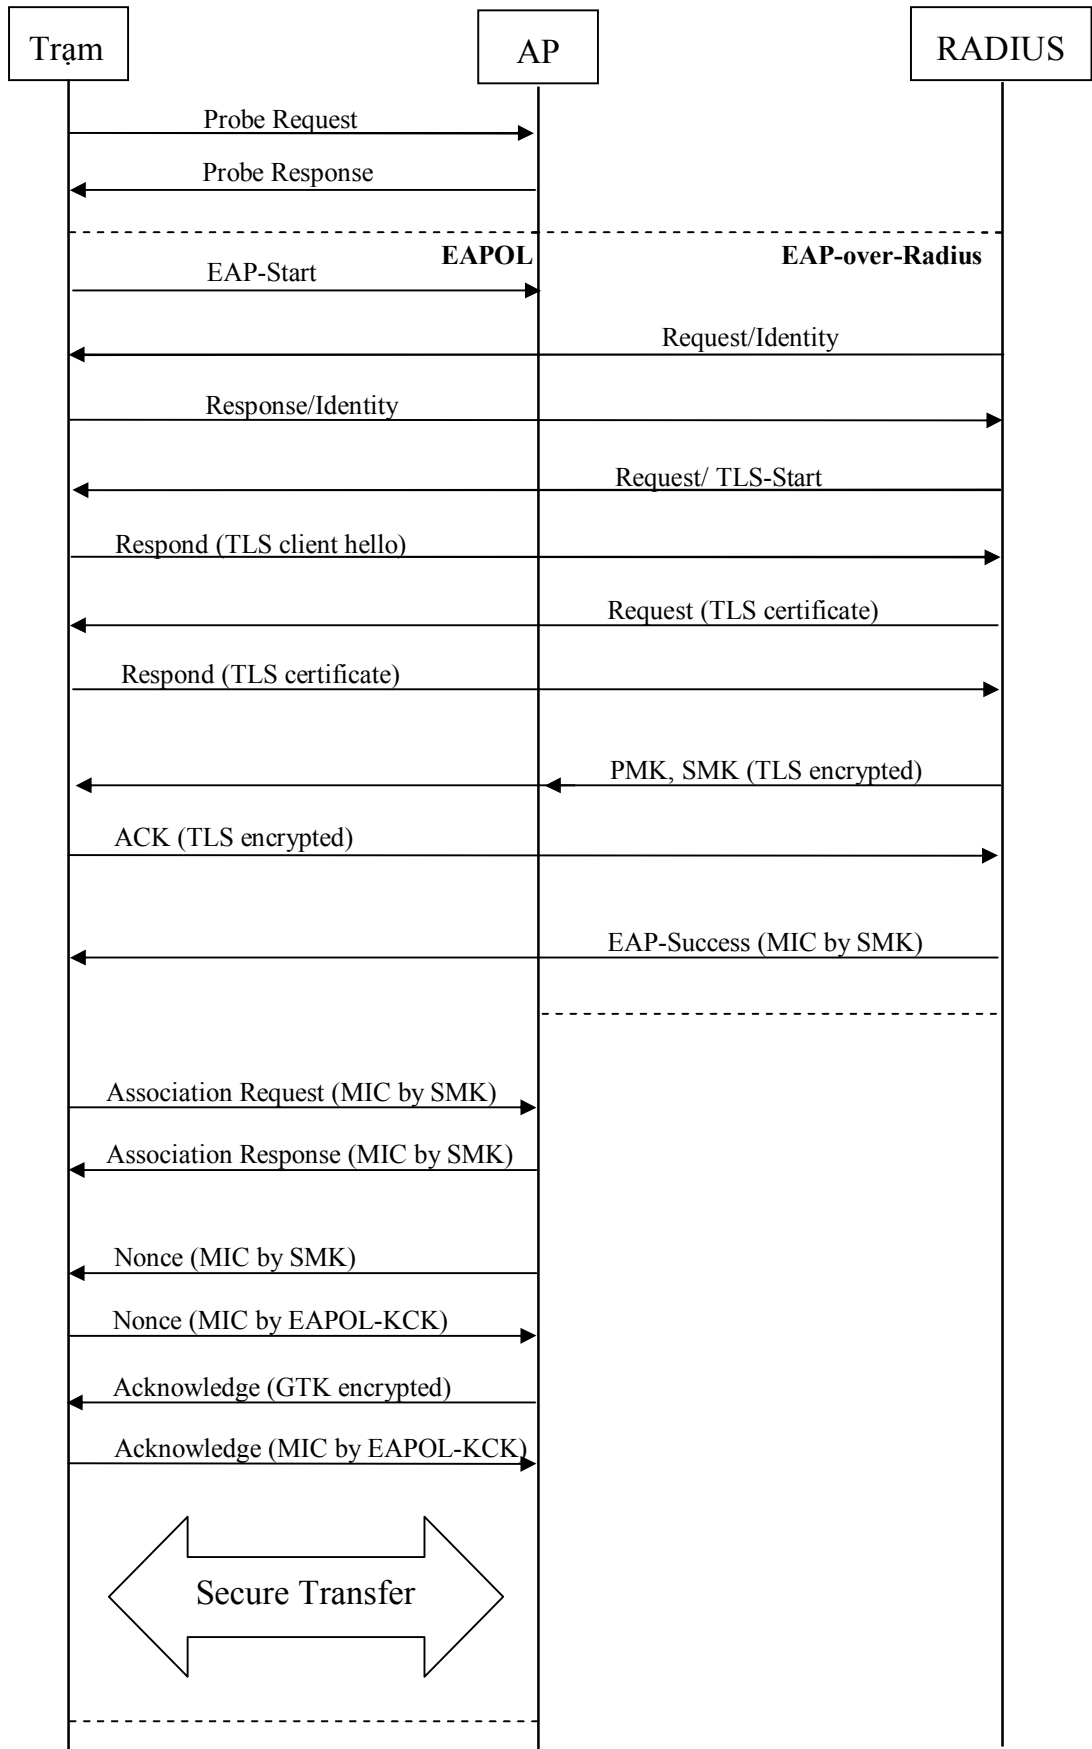 Trạm
AP
RADIUS
Probe Request
Probe Response
EAPOL
EAP-over-Radius
EAP-Start
Request/Identity
Response/Identity
Request/ TLS-Start
Respond (TLS client hello)
Request (TLS certificate)
Respond (TLS certificate)
PMK, SMK (TLS encrypted)
ACK (TLS encrypted)
EAP-Success (MIC by SMK)
Association Request (MIC by SMK)
Association Response (MIC by SMK)
Nonce (MIC by SMK)
Nonce (MIC by EAPOL-KCK)
Acknowledge (GTK encrypted)
Acknowledge (MIC by EAPOL-KCK)
Secure Transfer